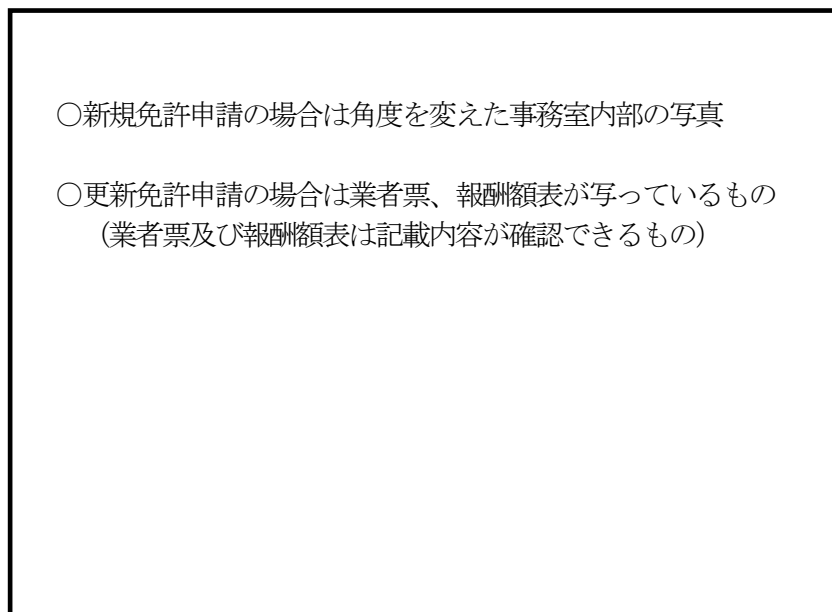 ○新規免許申請の場合は角度を変えた事務室内部の写真
○更新免許申請の場合は業者票、報酬額表が写っているもの
（業者票及び報酬額表は記載内容が確認できるもの）